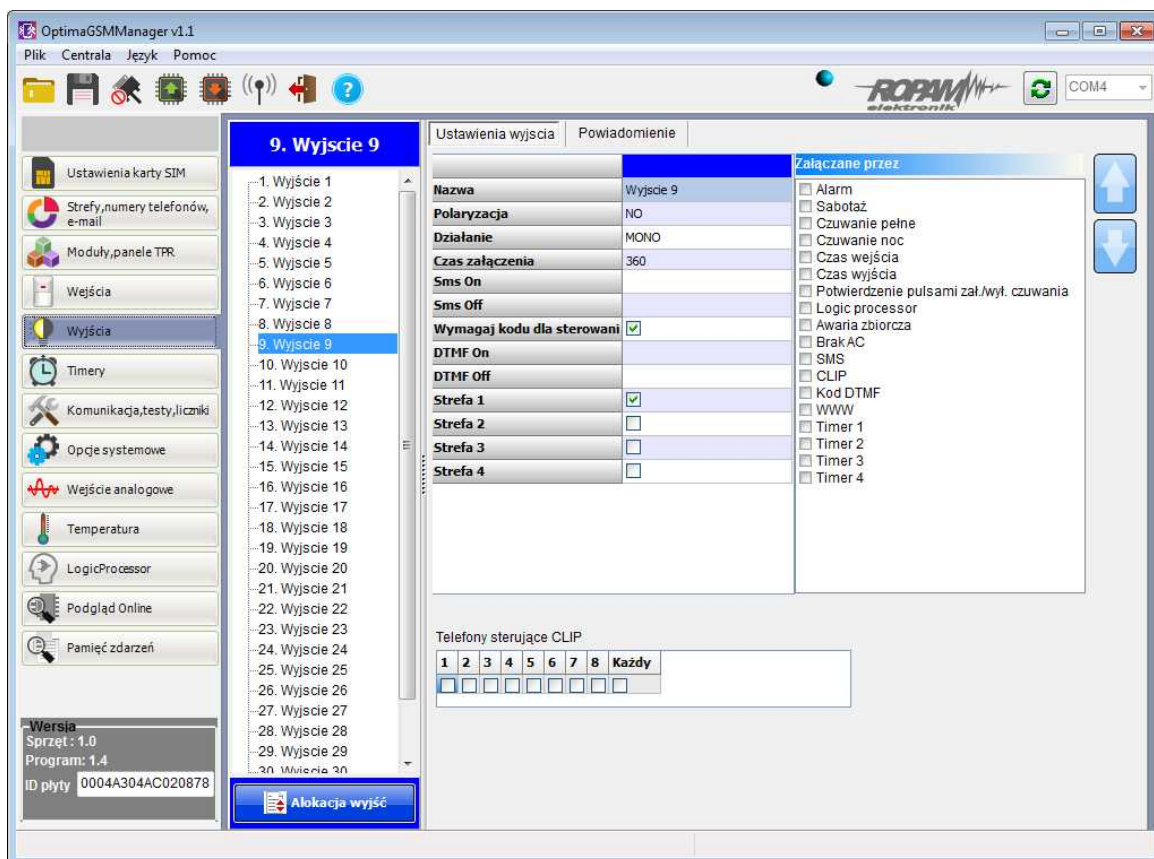 OptimaGSMManager v1.1
Plik Centrala Język Pomoc
ROPAM elektronik
COM4
Ustawienia karty SIM
Strefy,numery telefonów, e-mail
Moduły,panele TPR
Wejścia
Wyjścia
Timery
Komunikacja,testy,liczniki
Opcje systemowe
Wejście analogowe
Temperatura
LogicProcessor
Podgląd Online
Pamięć zdarzeń
Wersja
Sprzęt : 1.0
Program: 1.4
ID płyty 0004A304AC020878
9. Wyjscie 9
1. Wyjście 1
2. Wyjście 2
3. Wyjście 3
4. Wyjście 4
5. Wyjście 5
6. Wyjście 6
7. Wyjście 7
8. Wyjście 8
9. Wyjscie 9
10. Wyjscie 10
11. Wyjscie 11
12. Wyjscie 12
13. Wyjscie 13
14. Wyjscie 14
15. Wyjscie 15
16. Wyjscie 16
17. Wyjscie 17
18. Wyjscie 18
19. Wyjscie 19
20. Wyjscie 20
21. Wyjscie 21
22. Wyjscie 22
23. Wyjscie 23
24. Wyjscie 24
25. Wyjscie 25
26. Wyjscie 26
27. Wyjscie 27
28. Wyjscie 28
29. Wyjscie 29
30. Wyjscie 30
Alokacja wyjść
Ustawienia wyjscia Powiadomienie
Nazwa Wyjscie 9
Polaryzacja NO
Działanie MONO
Czas załączenia 360
Sms On
Sms Off
Wymagaj kodu dla sterowani
DTMF On
DTMF Off
Strefa 1
Strefa 2
Strefa 3
Strefa 4
Załączane przez
Alarm
Sabotaż
Czuwanie pełne
Czuwanie noc
Czas wejścia
Czas wyjścia
Potwierdzenie pulsami zał./wył. czuwania
Logic processor
Awaria zbiorcza
Brak AC
SMS
CLIP
Kod DTMF
WWW
Timer 1
Timer 2
Timer 3
Timer 4
Telefony sterujące CLIP
1 2 3 4 5 6 7 8 Każdy